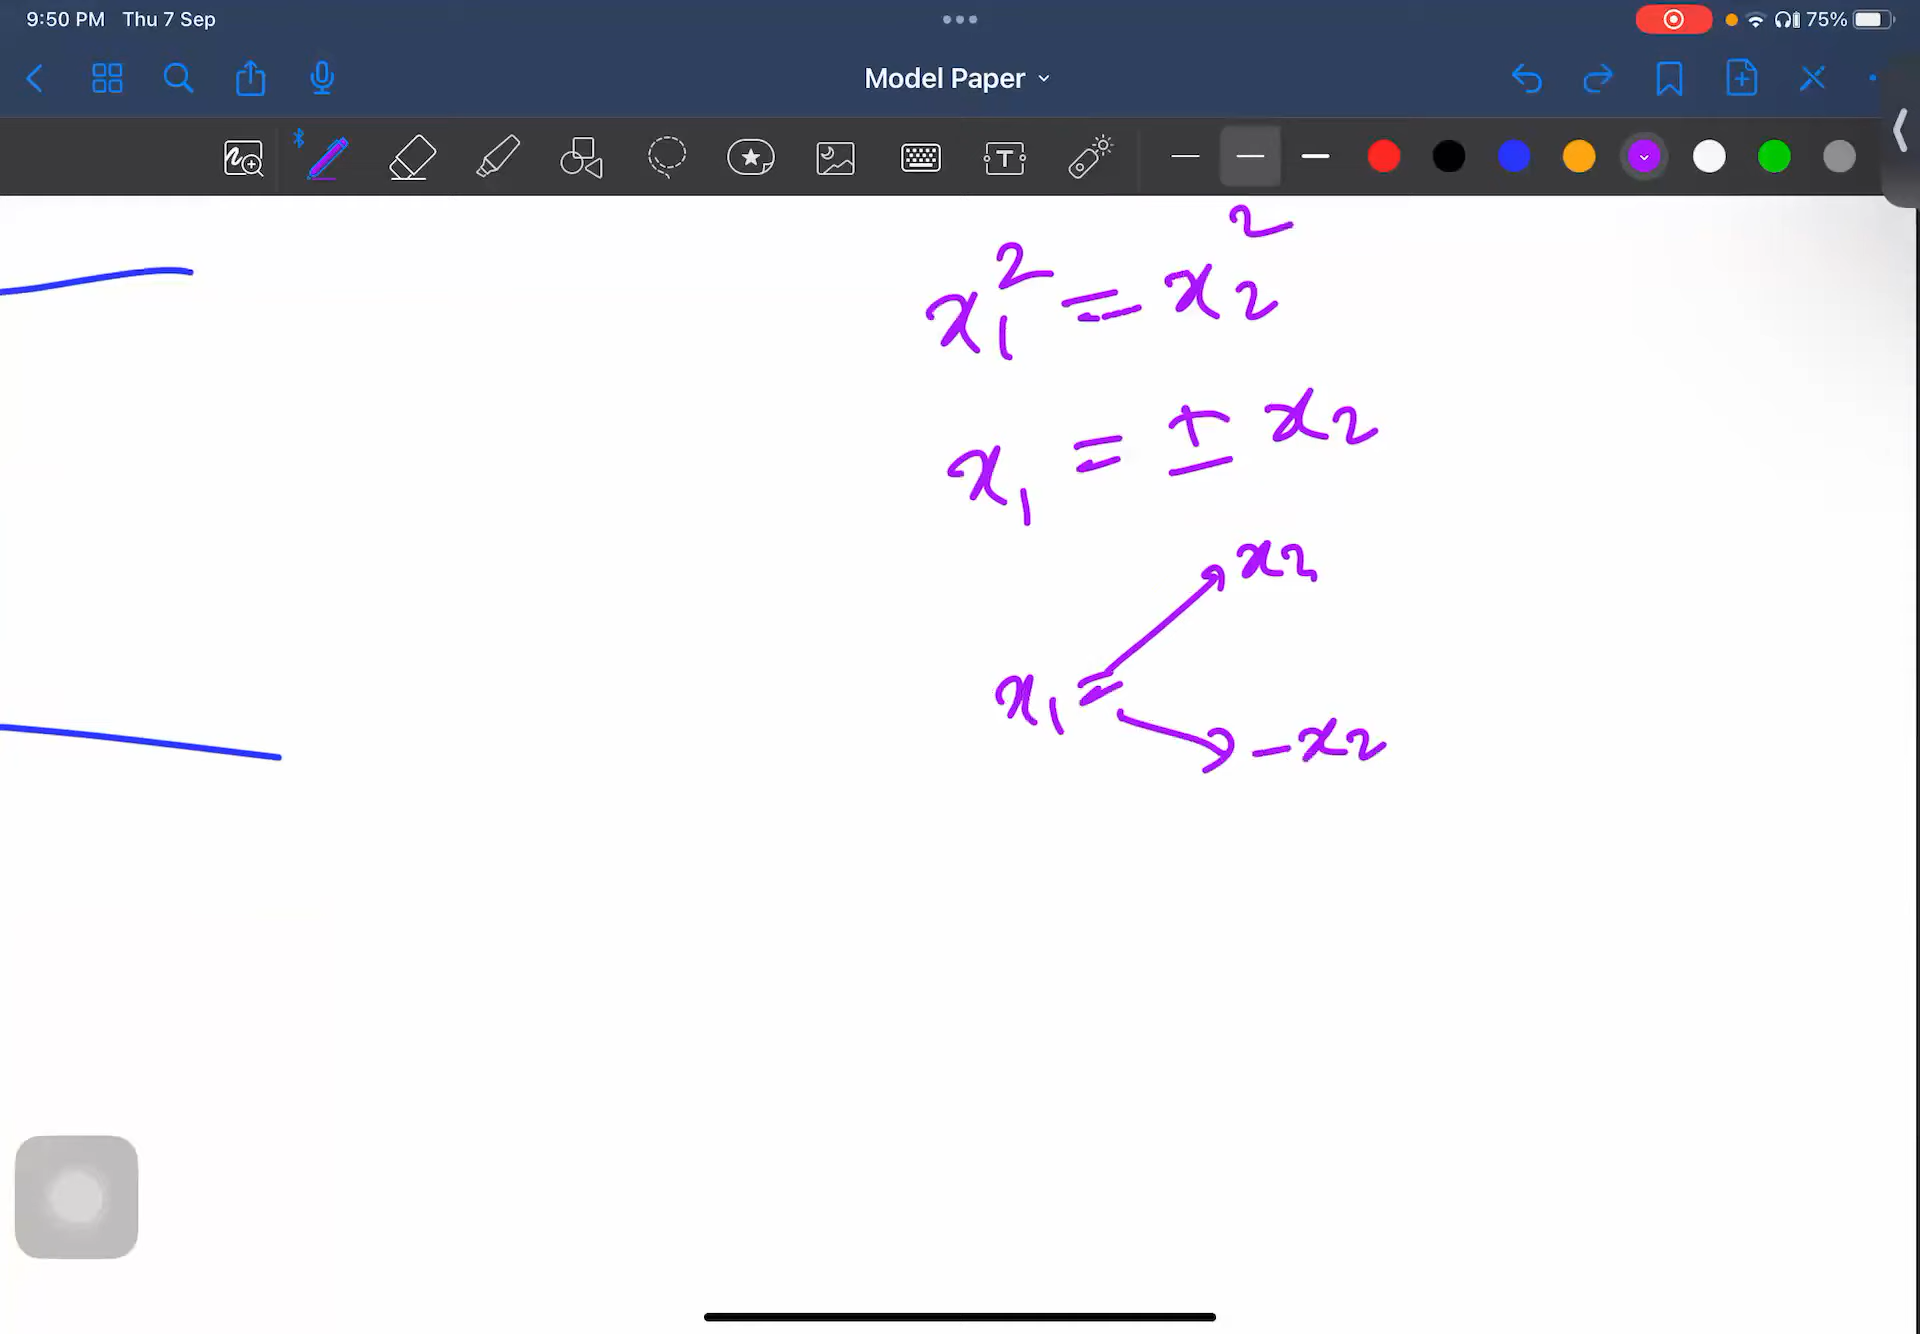 9:50 PM Thu 7 Sep
75%
Model Paper
T
x₁² = x₂²
x₁ = ± x₂
x₂
x₁ =
-x₂